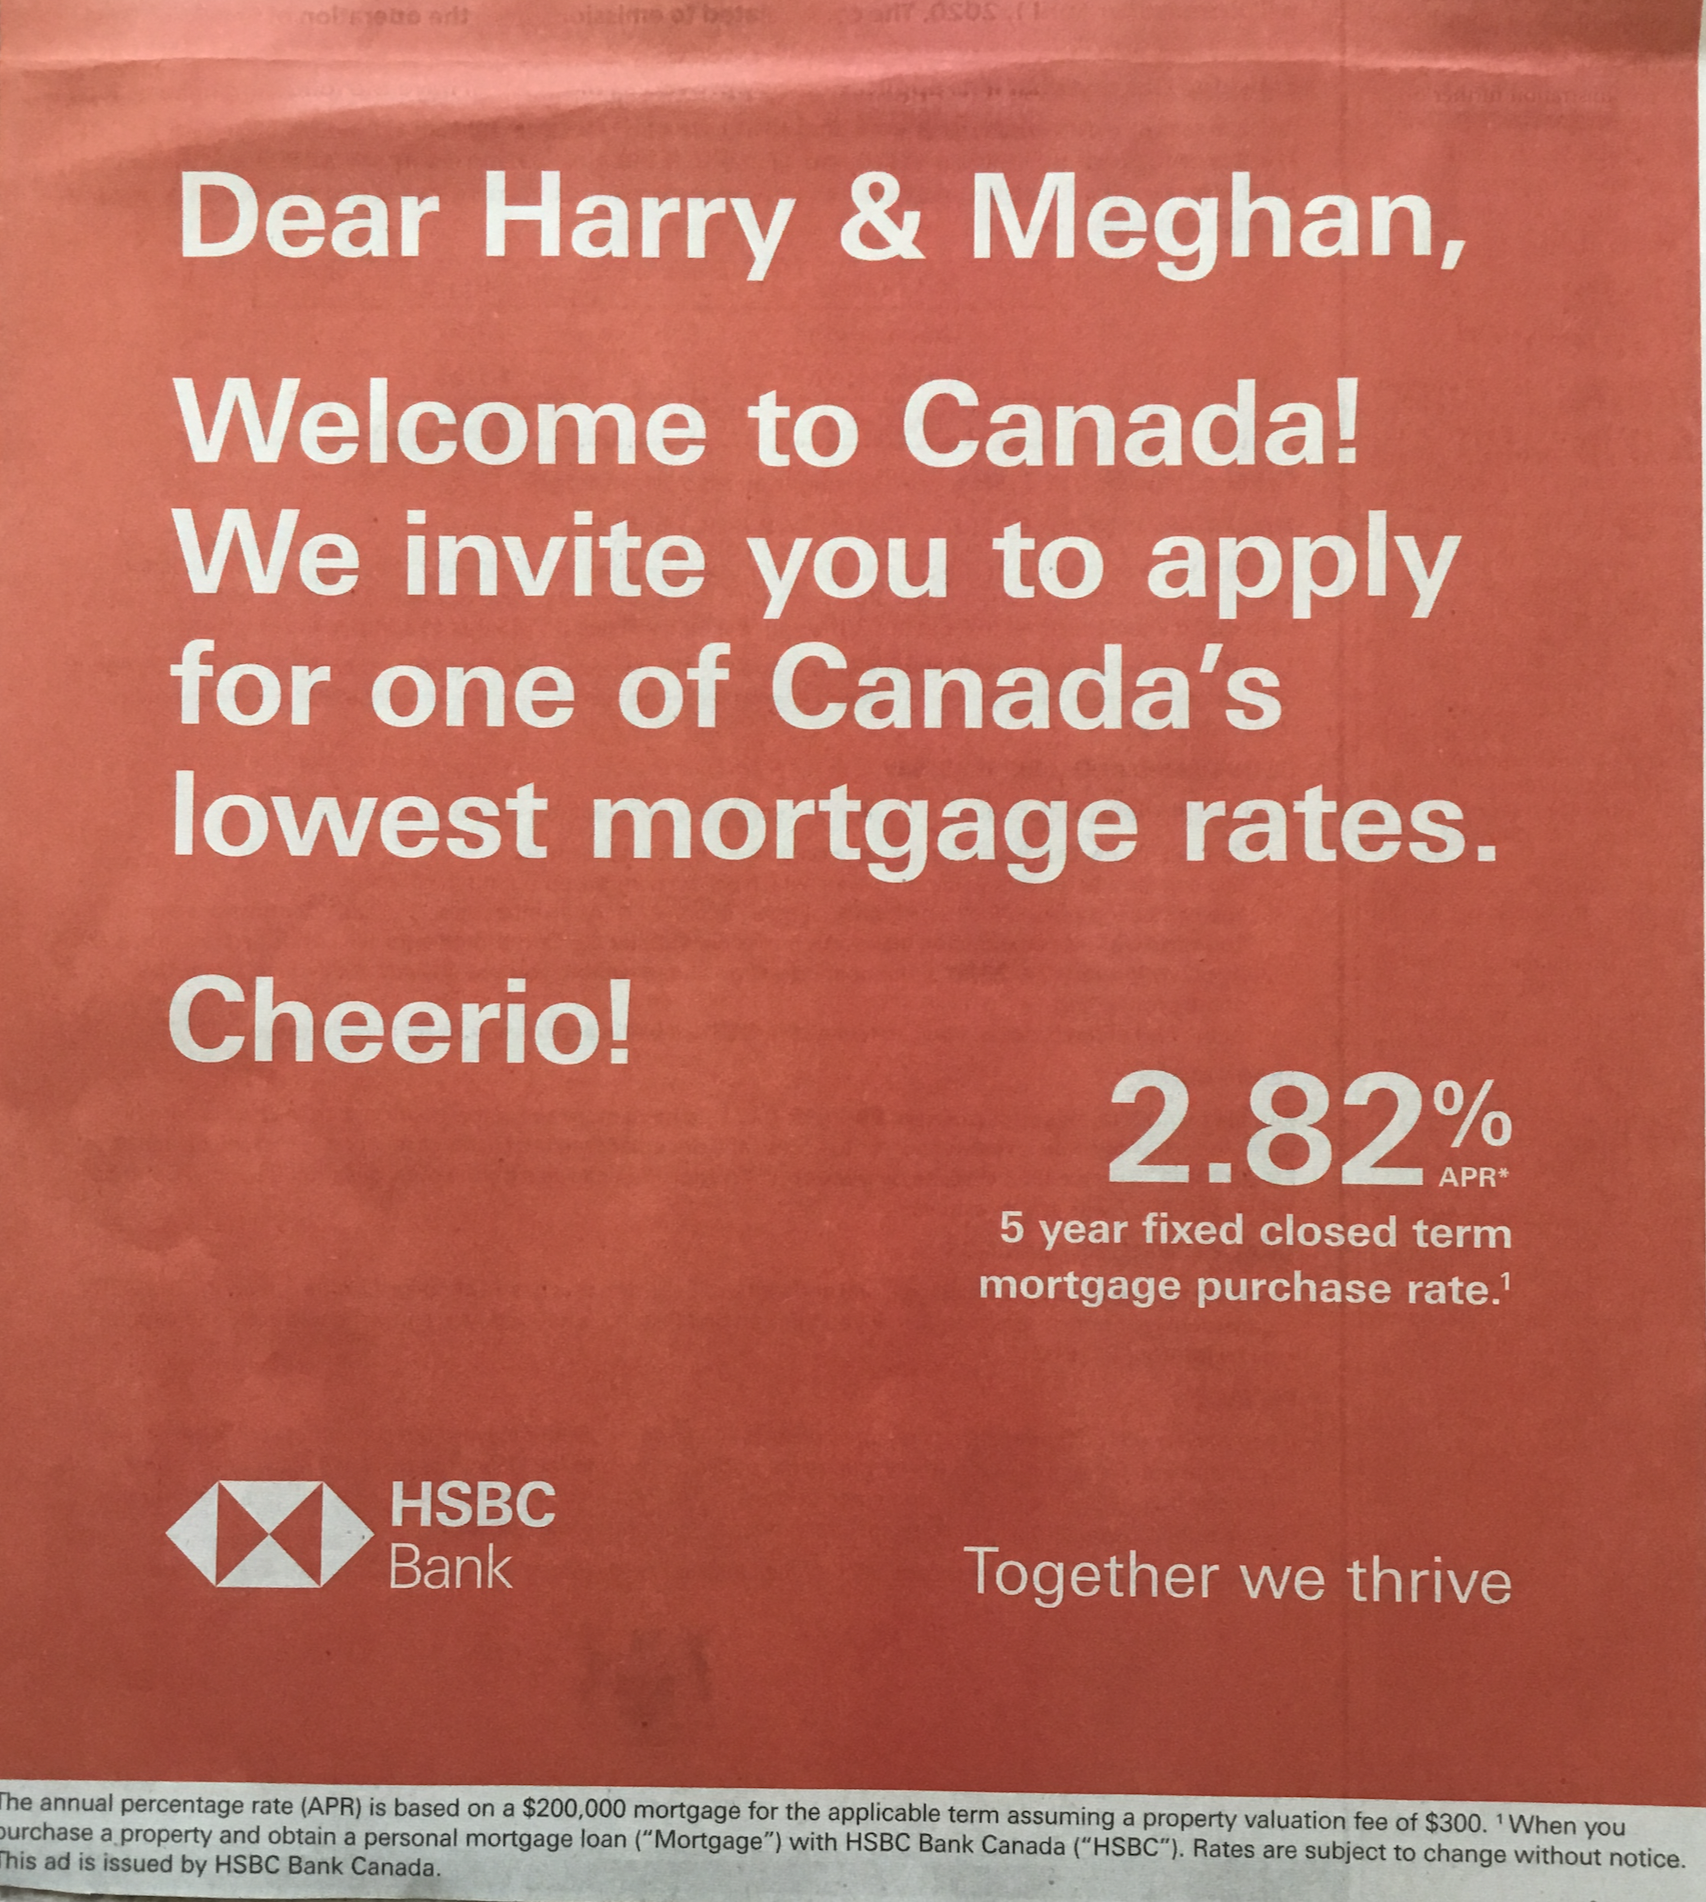 Dear Harry & Meghan,
Welcome to Canada!
We invite you to apply
for one of Canada's
lowest mortgage rates.
Cheerio!
2.82%
APR*
5 year fixed closed term
mortgage purchase rate.¹
HSBC
Bank
Together we thrive
The annual percentage rate (APR) is based on a $200,000 mortgage for the applicable term assuming a property valuation fee of $300. ¹ When you
purchase a property and obtain a personal mortgage loan ("Mortgage") with HSBC Bank Canada ("HSBC"). Rates are subject to change without notice.
This ad is issued by HSBC Bank Canada.